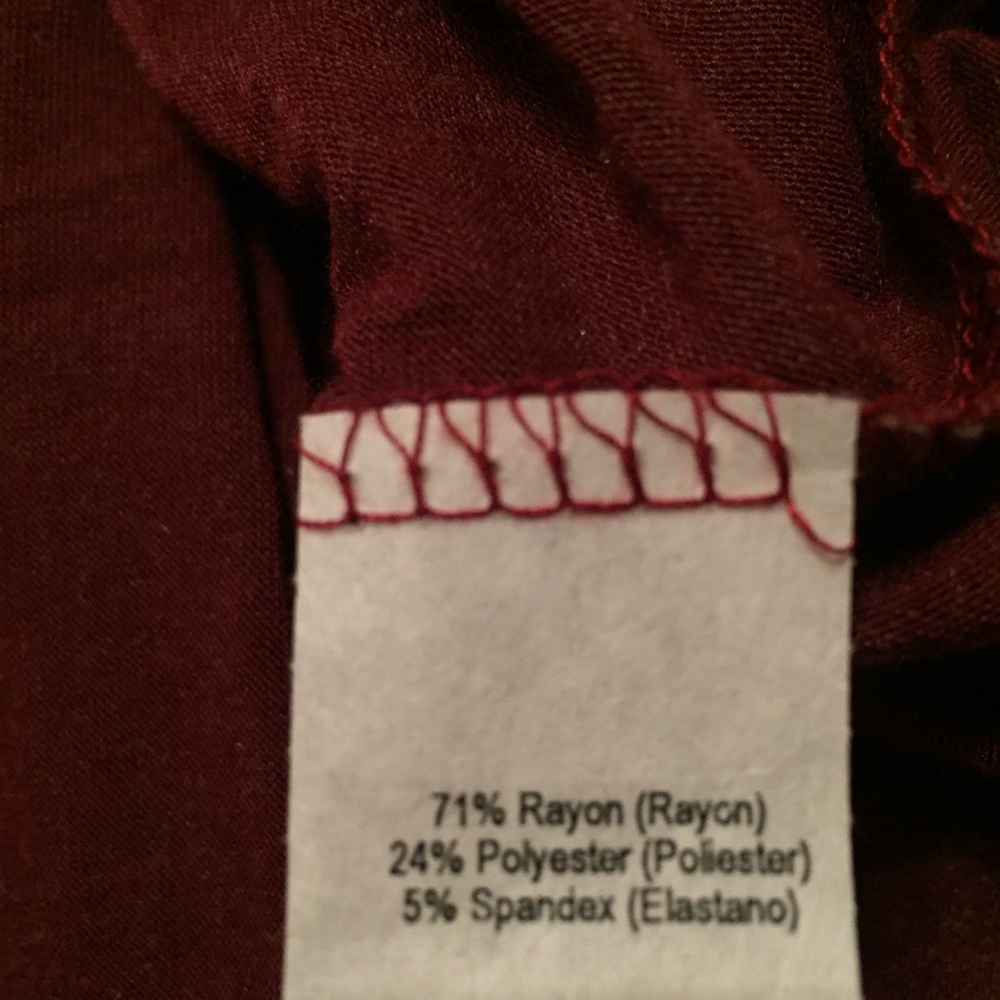 71% Rayon (Rayon)
24% Polyester (Poliester)
5% Spandex (Elastano)